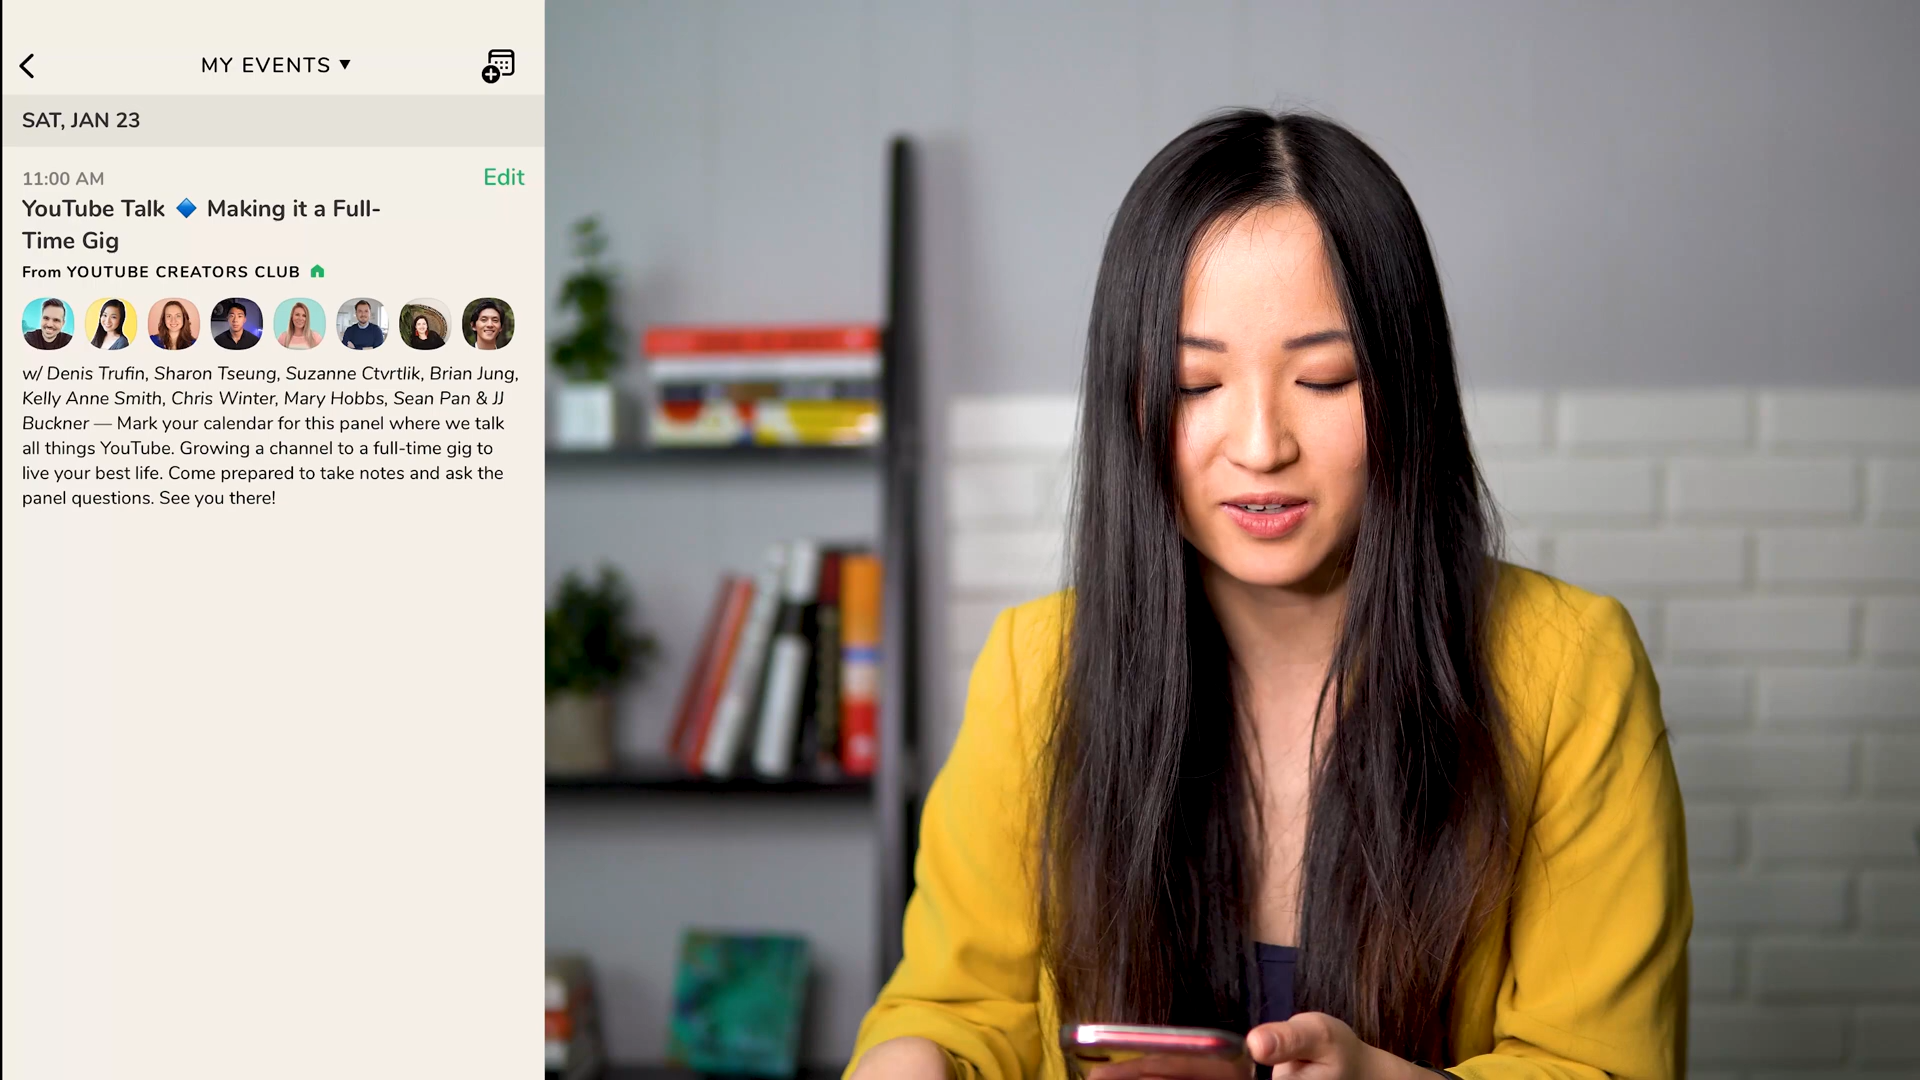 MY EVENTS ▼
SAT, JAN 23
11:00 AM
Edit
YouTube Talk 🔷 Making it a Full-
Time Gig
From YOUTUBE CREATORS CLUB
w/ Denis Trufin, Sharon Tseung, Suzanne Ctvrtlik, Brian Jung,
Kelly Anne Smith, Chris Winter, Mary Hobbs, Sean Pan & JJ
Buckner — Mark your calendar for this panel where we talk
all things YouTube. Growing a channel to a full-time gig to
live your best life. Come prepared to take notes and ask the
panel questions. See you there!